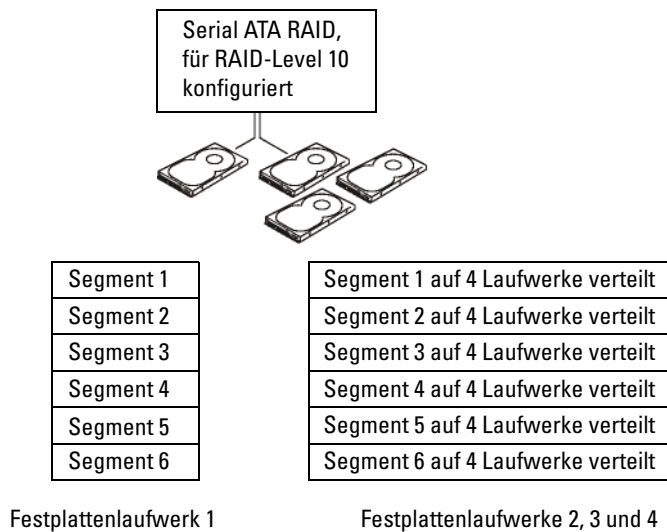 Serial ATA RAID,
für RAID-Level 10
konfiguriert
Segment 1
Segment 2
Segment 3
Segment 4
Segment 5
Segment 6
Segment 1 auf 4 Laufwerke verteilt
Segment 2 auf 4 Laufwerke verteilt
Segment 3 auf 4 Laufwerke verteilt
Segment 4 auf 4 Laufwerke verteilt
Segment 5 auf 4 Laufwerke verteilt
Segment 6 auf 4 Laufwerke verteilt
Festplattenlaufwerk 1
Festplattenlaufwerke 2, 3 und 4